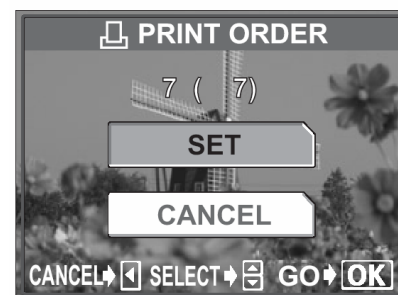 PRINT ORDER
7 ( 7)
SET
CANCEL
CANCEL SELECT GO OK